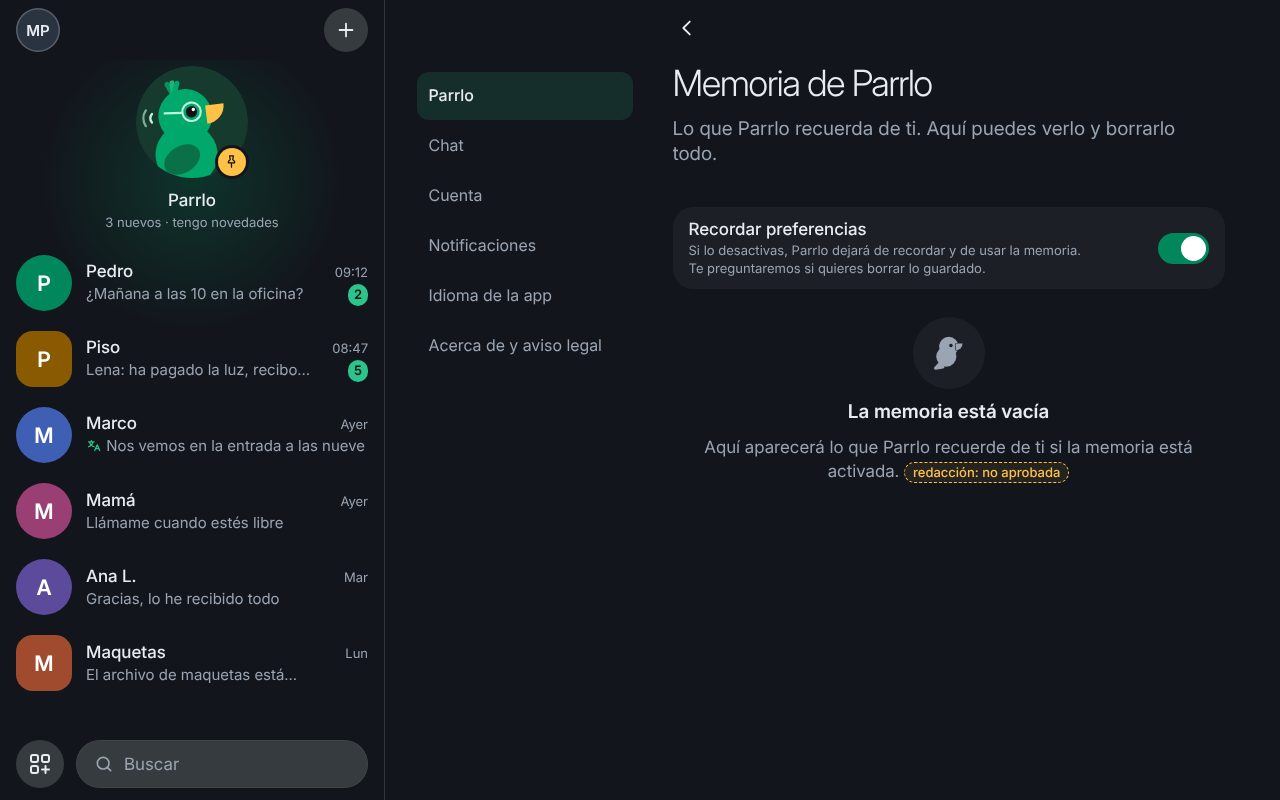 MP
Parrlo
3 nuevos · tengo novedades
P
Pedro
09:12
¿Mañana a las 10 en la oficina?
2
P
Piso
08:47
Lena: ha pagado la luz, recibo...
5
M
Marco
Ayer
Nos vemos en la entrada a las nueve
M
Mamá
Ayer
Llámame cuando estés libre
A
Ana L.
Mar
Gracias, lo he recibido todo
M
Maquetas
Lun
El archivo de maquetas está...
Buscar
Parrlo
Chat
Cuenta
Notificaciones
Idioma de la app
Acerca de y aviso legal
Memoria de Parrlo
Lo que Parrlo recuerda de ti. Aquí puedes verlo y borrarlo
todo.
Recordar preferencias
Si lo desactivas, Parrlo dejará de recordar y de usar la memoria.
Te preguntaremos si quieres borrar lo guardado.
La memoria está vacía
Aquí aparecerá lo que Parrlo recuerde de ti si la memoria está
activada. redacción: no aprobada